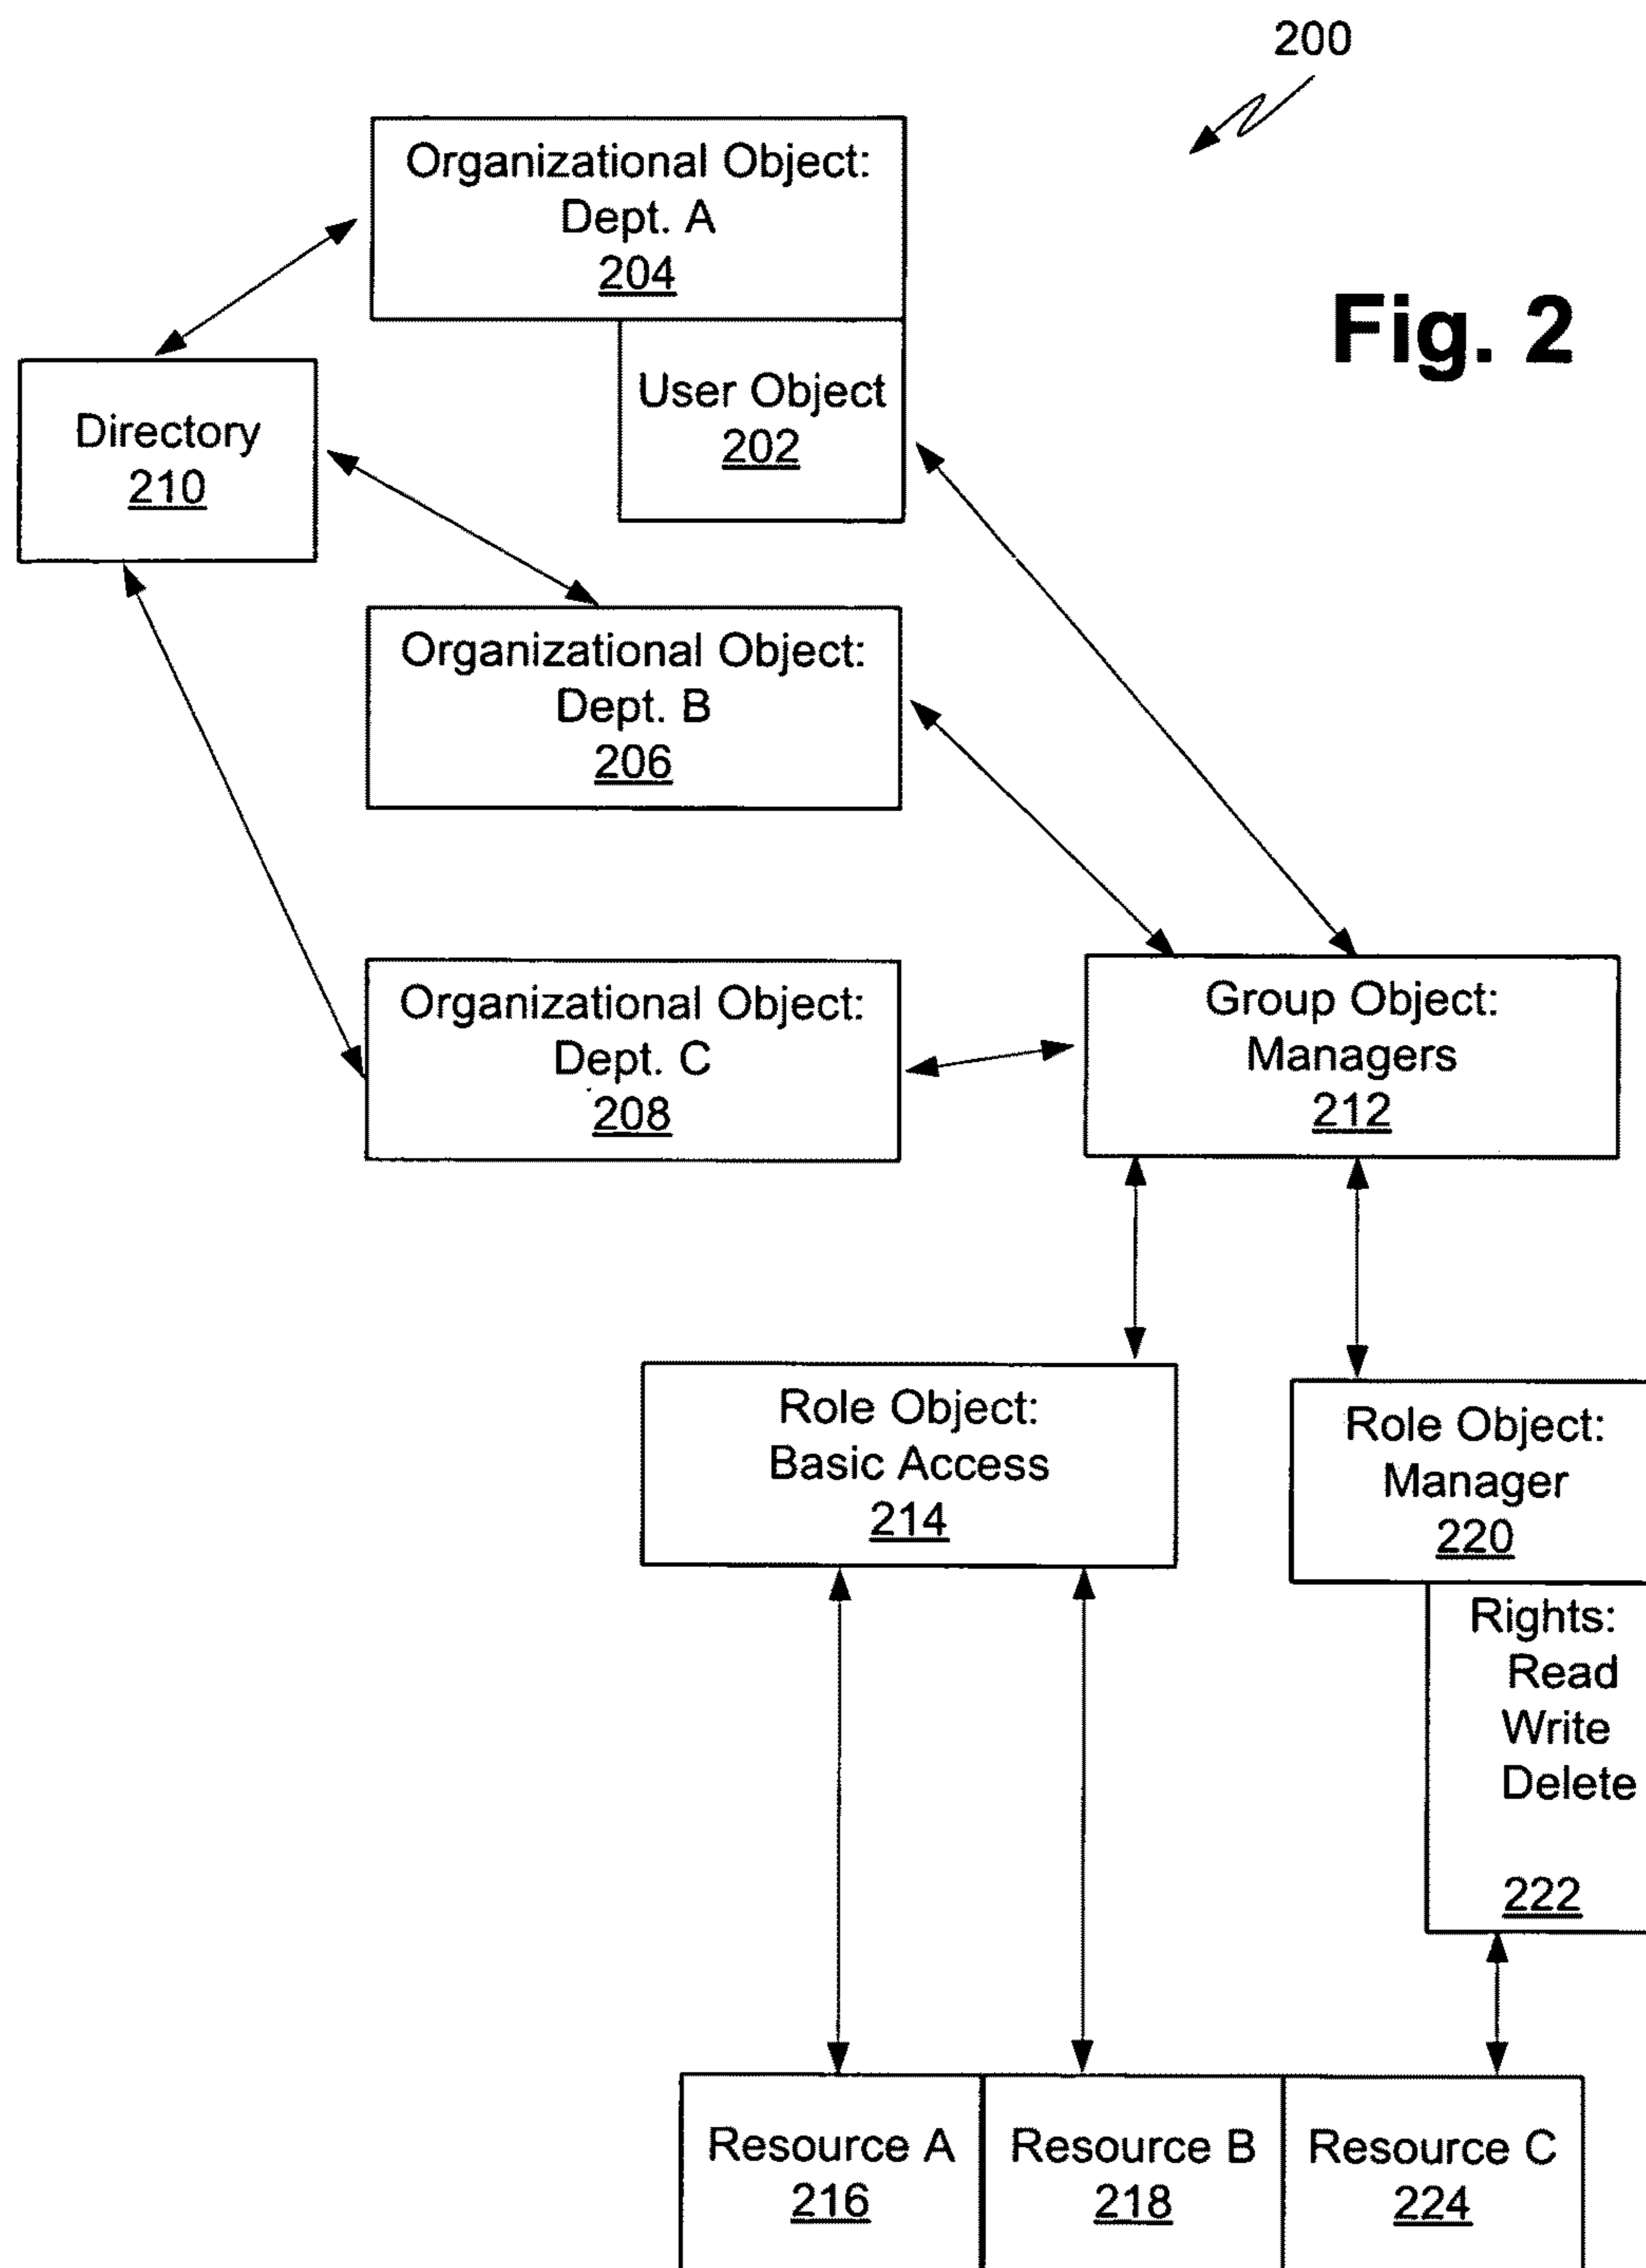 200
Organizational Object:
Dept. A
204
Fig. 2
User Object
202
Directory
210
Organizational Object:
Dept. B
206
Organizational Object:
Dept. C
208
Group Object:
Managers
212
Role Object:
Basic Access
214
Role Object:
Manager
220
Rights:
Read
Write
Delete
222
Resource A
216
Resource B
218
Resource C
224